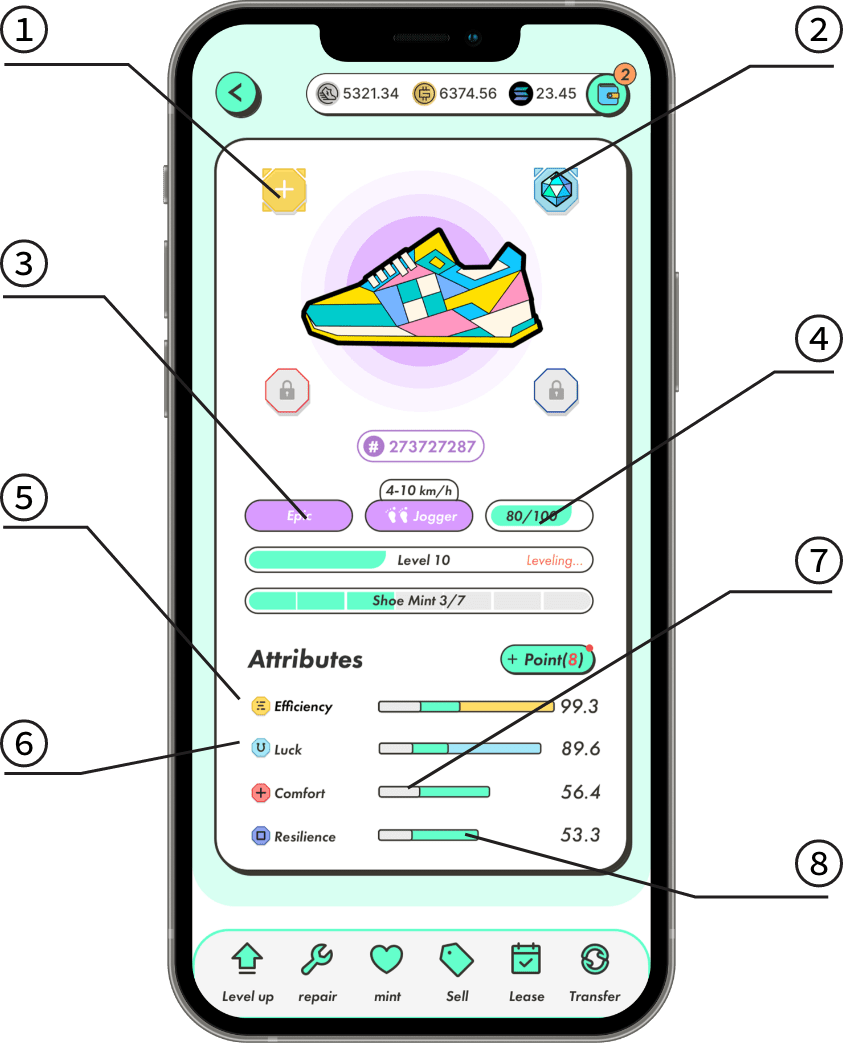 1
2
5321.34 6374.56 23.45 2
3
4
# 273727287
4-10 km/h
Epic Jogger 80/100
5
Level 10 Leveling...
7
Shoe Mint 3/7
Attributes + Point(8)
Efficiency 99.3
6
Luck 89.6
Comfort 56.4
Resilience 53.3
8
Level up repair mint Sell Lease Transfer